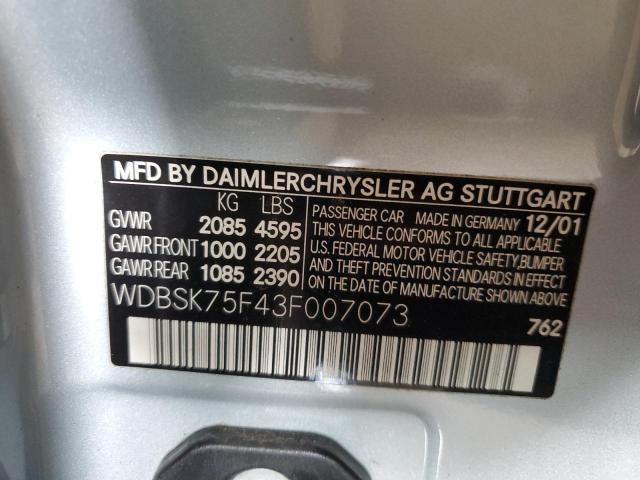 MFD BY DAIMLERCHRYSLER AG STUTTGART
KG LBS
GVWR 2085 4595
GAWR FRONT 1000 2205
GAWR REAR 1085 2390
PASSENGER CAR MADE IN GERMANY 12/01
THIS VEHICLE CONFORMS TO ALL APPLICABLE
U.S. FEDERAL MOTOR VEHICLE SAFETY, BUMPER
AND THEFT PREVENTION STANDARDS IN EFFECT
ON THE DATE OF MANUFACTURE SHOWN ABOVE.
WDBSK75F43F007073
762